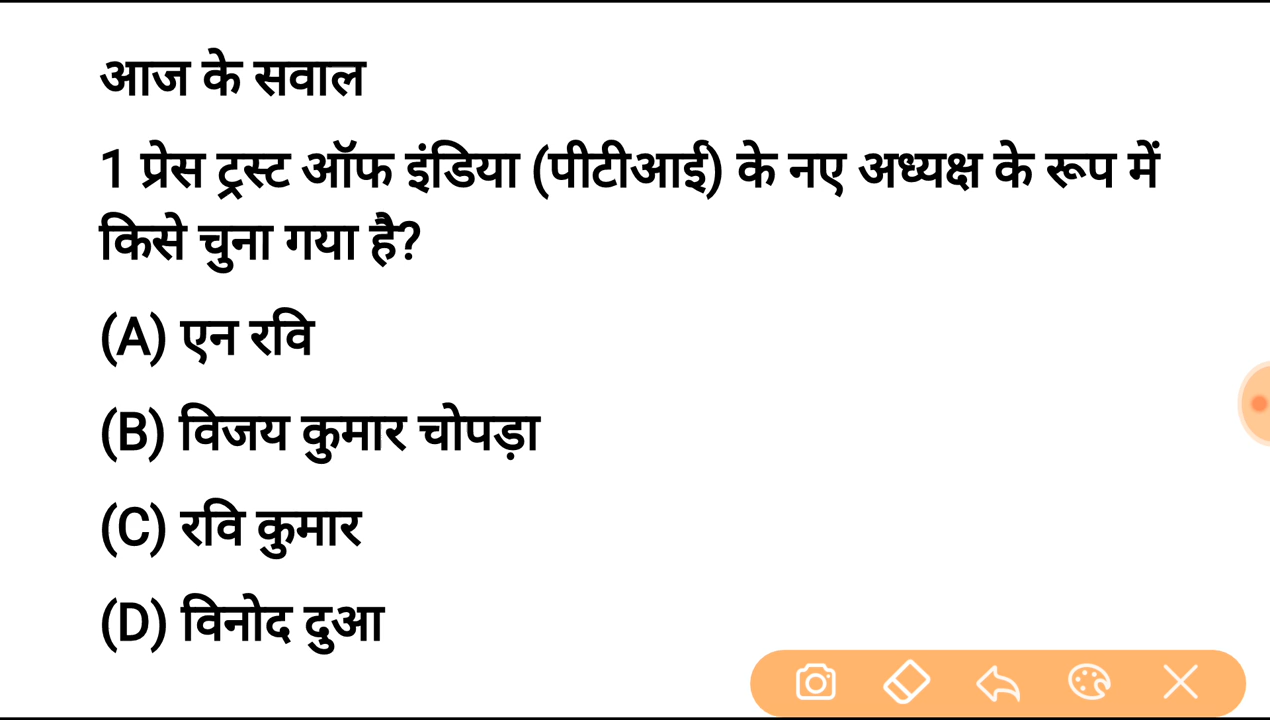 आज के सवाल
1 प्रेस ट्रस्ट ऑफ इंडिया (पीटीआई) के नए अध्यक्ष के रूप में
किसे चुना गया है?
(A) एन रवि
(B) विजय कुमार चोपड़ा
(C) रवि कुमार
(D) विनोद दुआ